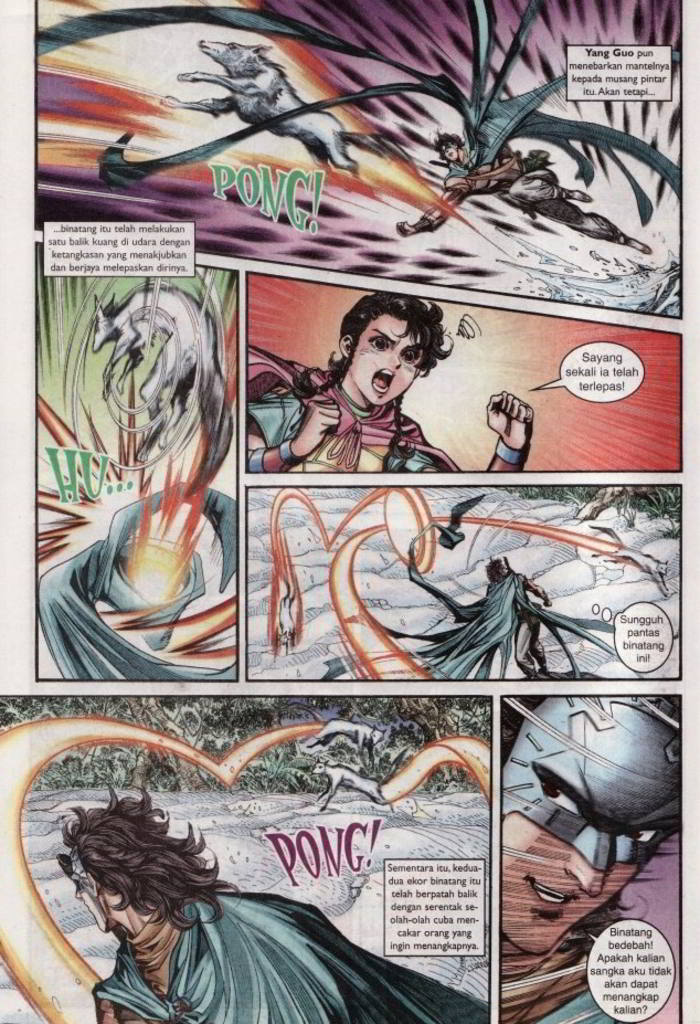 Yang Guo pun
menebarkan mantelnya
kepada musang pintar
itu. Akan tetapi...
PONG!
...binatang itu telah melakukan
satu balik kuang di udara dengan
ketangkasan yang menakjubkan
dan berjaya melepaskan dirinya.
HU...
Sayang
sekali ia telah
terlepas!
Sungguh
pantas
binatang
ini!
PONG!
Sementara itu, kedua-
dua ekor binatang itu
telah berpatah balik
dengan serentak se-
olah-olah cuba men-
cakar orang yang
ingin menangkapnya.
Binatang
bedebah!
Apakah kalian
sangka aku tidak
akan dapat
menangkap
kalian?